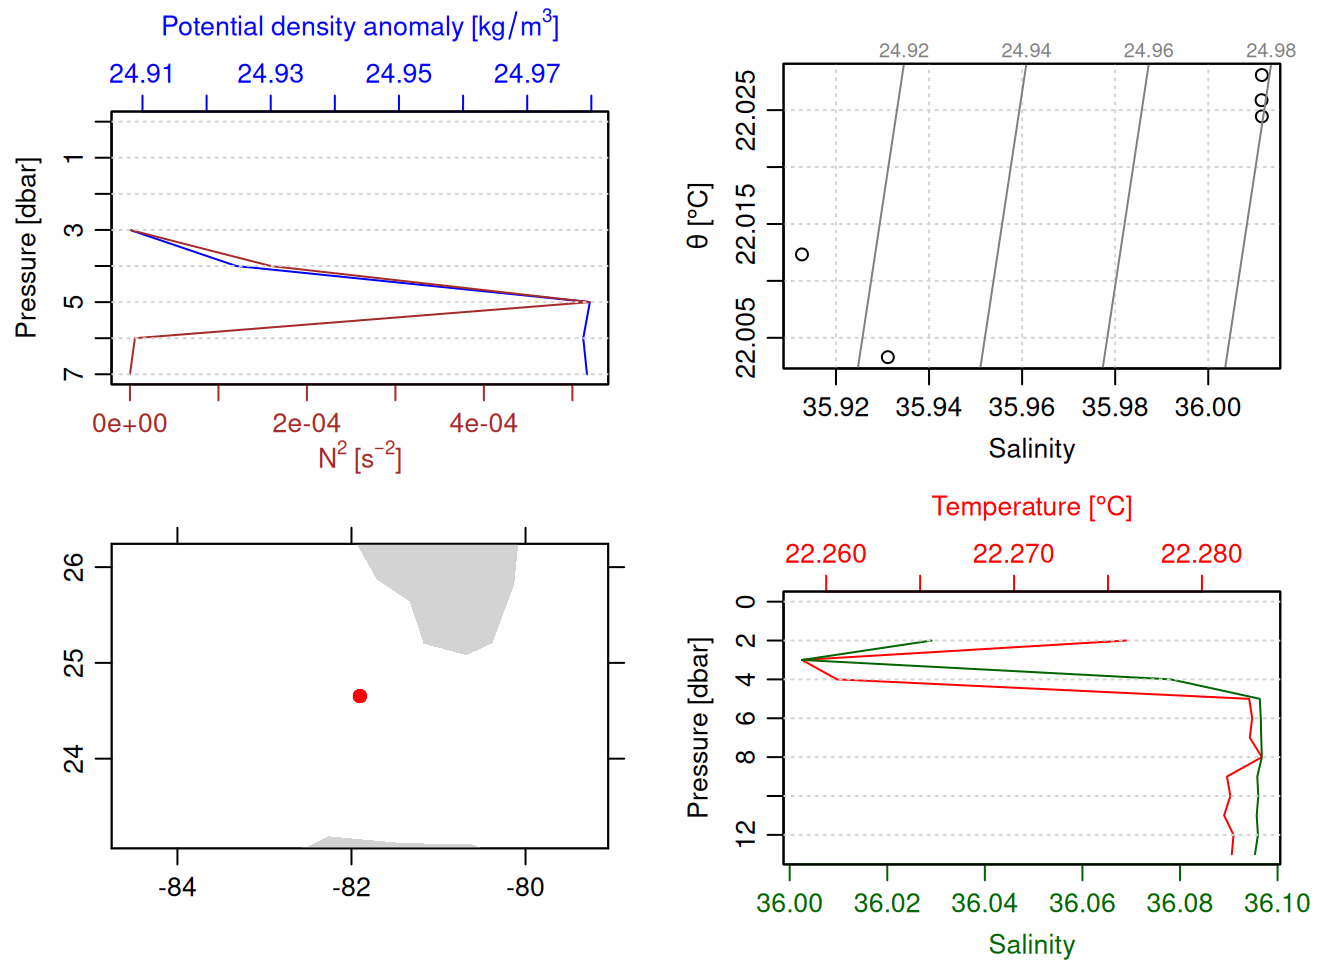 Potential density anomaly [kg/m³]
24.91 24.93 24.95 24.97
Pressure [dbar]
1
3
5
7
0e+00 2e-04 4e-04
N² [s⁻²]
24.92 24.94 24.96 24.98
θ [°C]
22.025
22.015
22.005
35.92 35.94 35.96 35.98 36.00
Salinity
26
25
24
-84 -82 -80
Temperature [°C]
22.260 22.270 22.280
Pressure [dbar]
0
2
4
6
8
12
36.00 36.02 36.04 36.06 36.08 36.10
Salinity